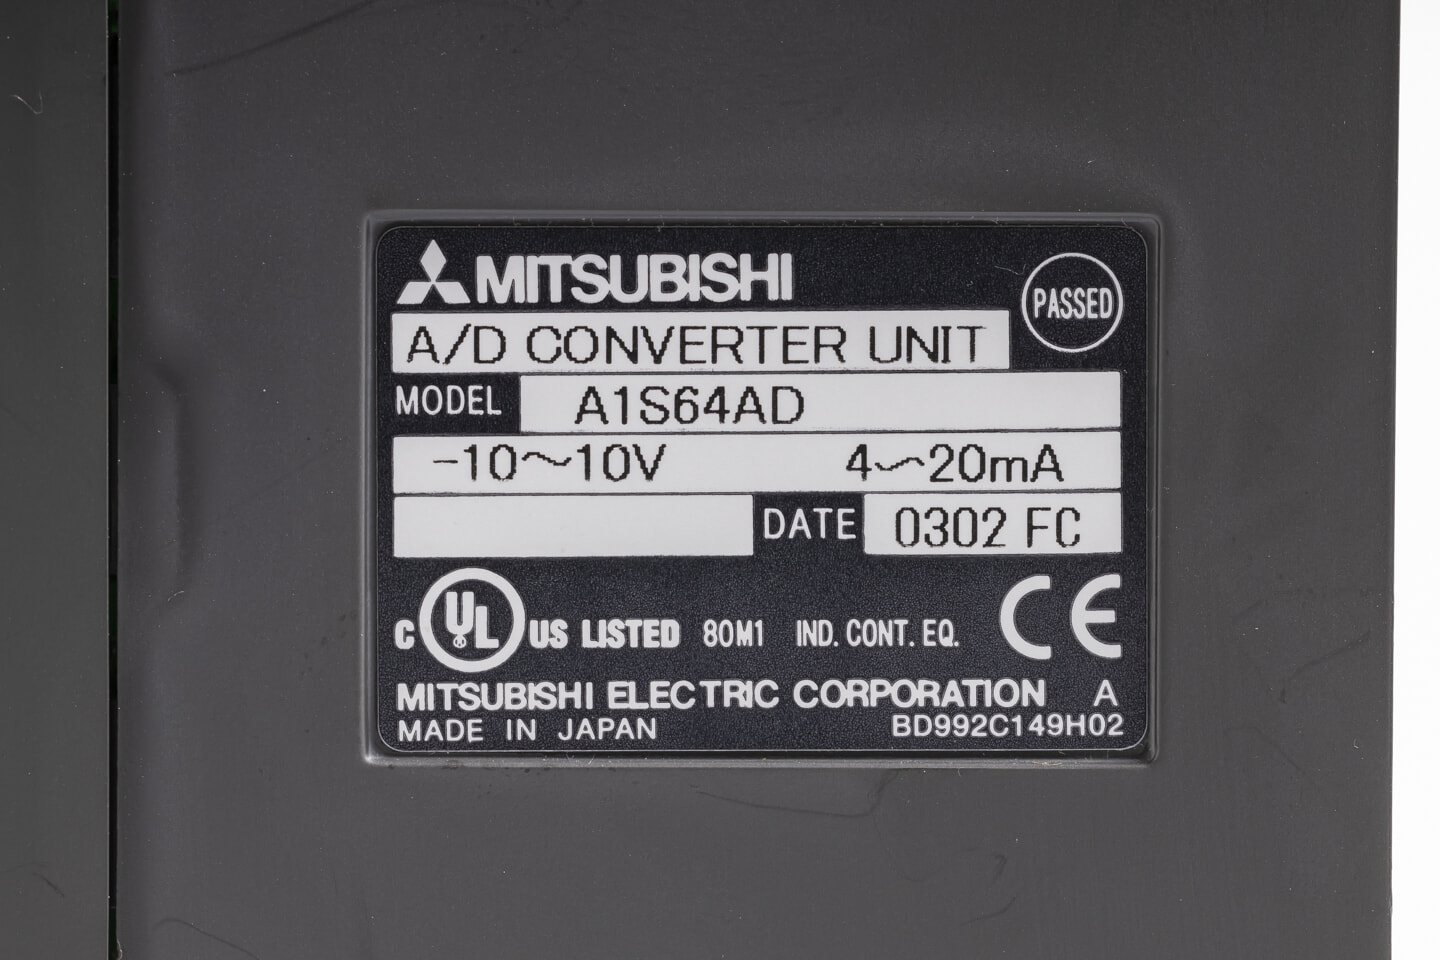 MITSUBISHI
PASSED
A/D CONVERTER UNIT
MODEL A1S64AD
-10〜10V 4〜20mA
DATE 0302 FC
C UL US LISTED 80M1 IND. CONT. EQ. CE
MITSUBISHI ELECTRIC CORPORATION A
MADE IN JAPAN BD992C149H02